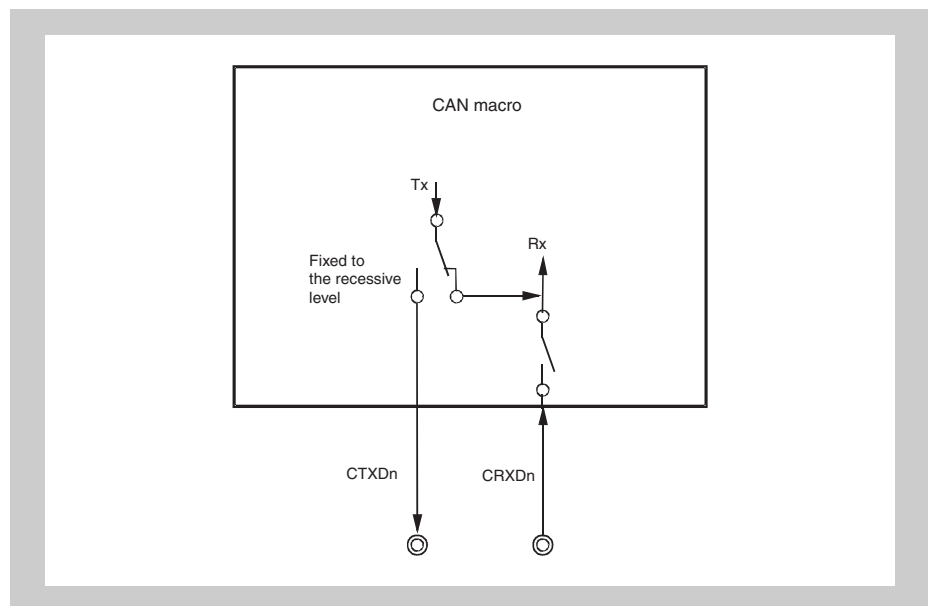 CAN macro
Tx
Rx
Fixed to
the recessive
level
CTXDn
CRXDn